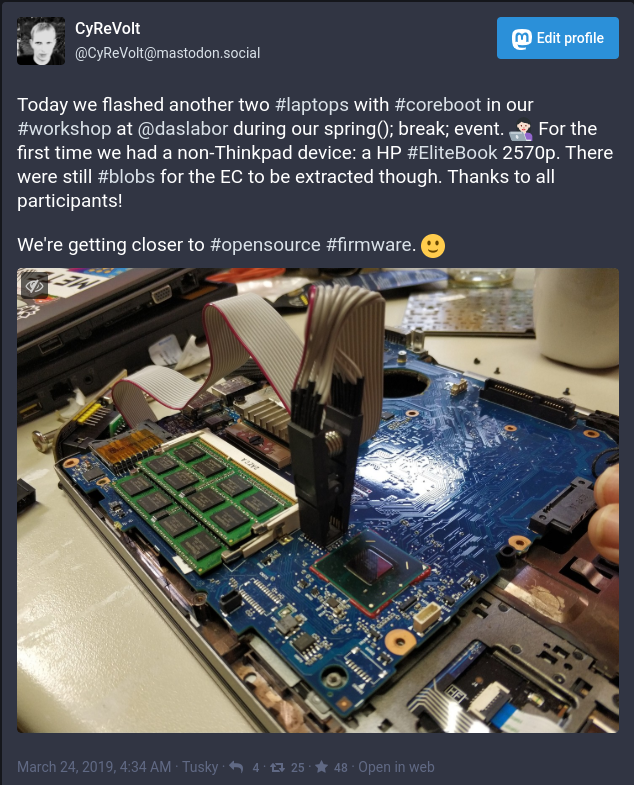 CyReVolt
@CyReVolt@mastodon.social
Edit profile
Today we flashed another two #laptops with #coreboot in our
#workshop at @daslabor during our spring(); break; event. For the
first time we had a non-Thinkpad device: a HP #EliteBook 2570p. There
were still #blobs for the EC to be extracted though. Thanks to all
participants!
We're getting closer to #opensource #firmware.
March 24, 2019, 4:34 AM · Tusky · 4 · 25 · 48 · Open in web